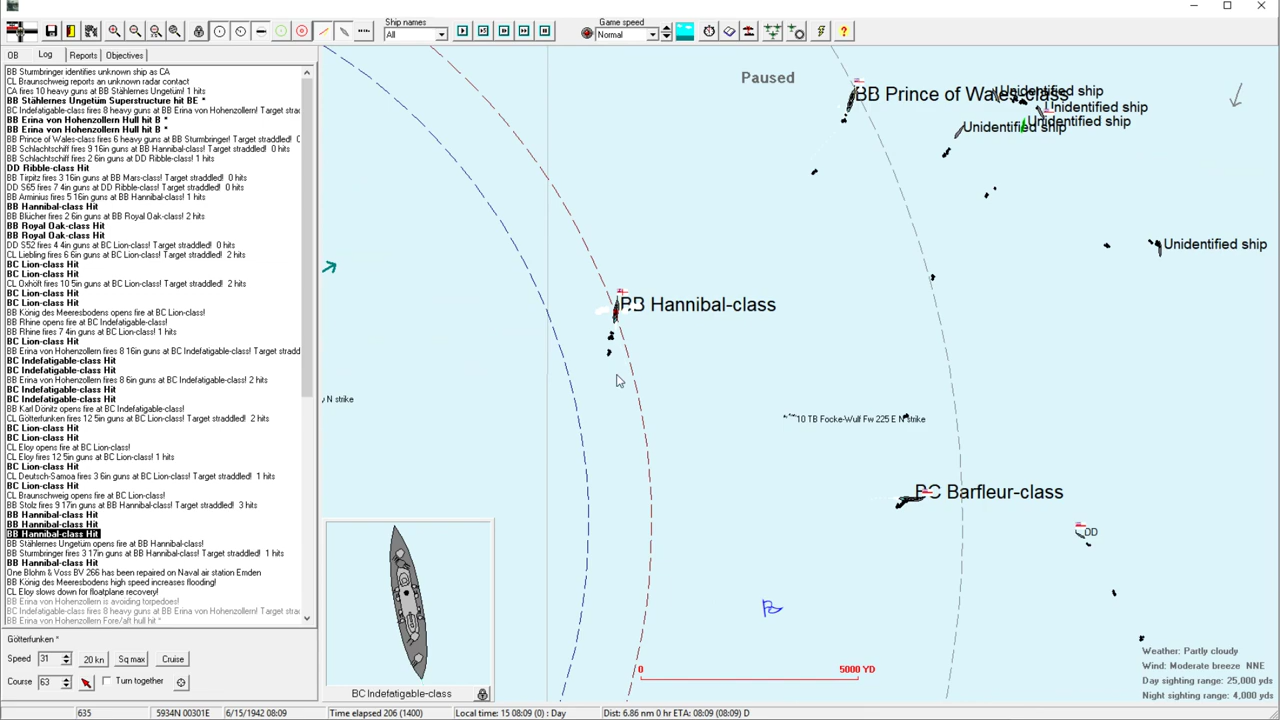 Ship names
All
Game speed
Normal
OB
Log
Reports
Objectives
BB Sturmbringer identifies unknown ship as CA
CL Braunschweig reports an unknown radar contact
CA fires 10 heavy guns at BB Stählernes Ungetüm! 1 hits
BB Stählernes Ungetüm Superstructure hit BE *
BC Indefatigable-class fires 8 heavy guns at BB Erina von Hohenzollern! Target strad
BB Erina von Hohenzollern Hull hit B *
BB Erina von Hohenzollern Hull hit B *
BB Prince of Wales-class fires 6 heavy guns at BB Sturmbringer! Target straddled! 0
BB Schlachtschiff fires 9 16in guns at BB Hannibal-class! Target straddled! 0 hits
BB Schlachtschiff fires 2 6in guns at DD Ribble-class! 1 hits
DD Ribble-class Hit
BB Tirpitz fires 3 16in guns at BB Mars-class! Target straddled! 0 hits
DD S65 fires 7 4in guns at DD Ribble-class! Target straddled! 0 hits
BB Arminius fires 5 16in guns at BB Hannibal-class! 1 hits
BB Hannibal-class Hit
BB Blücher fires 2 6in guns at BB Royal Oak-class! 2 hits
BB Royal Oak-class Hit
BB Royal Oak-class Hit
DD S52 fires 4 4in guns at BC Lion-class! Target straddled! 0 hits
CL Liebling fires 6 6in guns at BC Lion-class! Target straddled! 2 hits
BC Lion-class Hit
BC Lion-class Hit
CL Oxhöft fires 10 5in guns at BC Lion-class! Target straddled! 2 hits
BC Lion-class Hit
BC Lion-class Hit
BB König des Meeresbodens opens fire at BC Lion-class!
BB Rhine opens fire at BC Indefatigable-class!
BB Rhine fires 7 4in guns at BC Lion-class! 1 hits
BC Lion-class Hit
BB Erina von Hohenzollern fires 8 16in guns at BC Indefatigable-class! Target stradd
BC Indefatigable-class Hit
BC Indefatigable-class Hit
BB Erina von Hohenzollern fires 8 6in guns at BC Indefatigable-class! 2 hits
BC Indefatigable-class Hit
BC Indefatigable-class Hit
BB Karl Dönitz opens fire at BC Indefatigable-class!
CL Götterfunken fires 12 5in guns at BC Lion-class! Target straddled! 2 hits
BC Lion-class Hit
BC Lion-class Hit
CL Eloy opens fire at BC Lion-class!
CL Eloy fires 12 5in guns at BC Lion-class! 1 hits
BC Lion-class Hit
CL Deutsch-Samoa fires 3 6in guns at BC Lion-class! Target straddled! 1 hits
BC Lion-class Hit
CL Braunschweig opens fire at BC Lion-class!
BB Stolz fires 9 17in guns at BB Hannibal-class! Target straddled! 3 hits
BB Hannibal-class Hit
BB Hannibal-class Hit
BB Hannibal-class Hit
BB Stählernes Ungetüm opens fire at BB Hannibal-class!
BB Sturmbringer fires 3 17in guns at BB Hannibal-class! Target straddled! 1 hits
BB Hannibal-class Hit
One Blohm & Voss BV 266 has been repaired on Naval air station Emden
BB König des Meeresbodens high speed increases flooding!
CL Eloy slows down for floatplane recovery!
BB Erina von Hohenzollern is avoiding torpedoes!
BC Indefatigable-class fires 8 heavy guns at BB Erina von Hohenzollern! Target stra
BB Erina von Hohenzollern Fore/aft hull hit *
Götterfunken *
Speed 31 20 kn Sq max Cruise
Course 63 Turn together
BC Indefatigable-class
Paused
BB Prince of Wales-class
Unidentified ship
Unidentified ship
Unidentified ship
Unidentified ship
Unidentified ship
BB Hannibal-class
N strike
10 TB Focke-Wulf Fw 225 E N strike
BC Barfleur-class
DD
0 5000 YD
Weather: Partly cloudy
Wind: Moderate breeze NNE
Day sighting range: 25,000 yds
Night sighting range: 4,000 yds
635
5934N 00301E
6/15/1942 08:09
Time elapsed 206 (1400)
Local time: 15 08:09 (0) : Day
Dist: 6.86 nm 0 hr ETA: 08:09 (08:09) (D